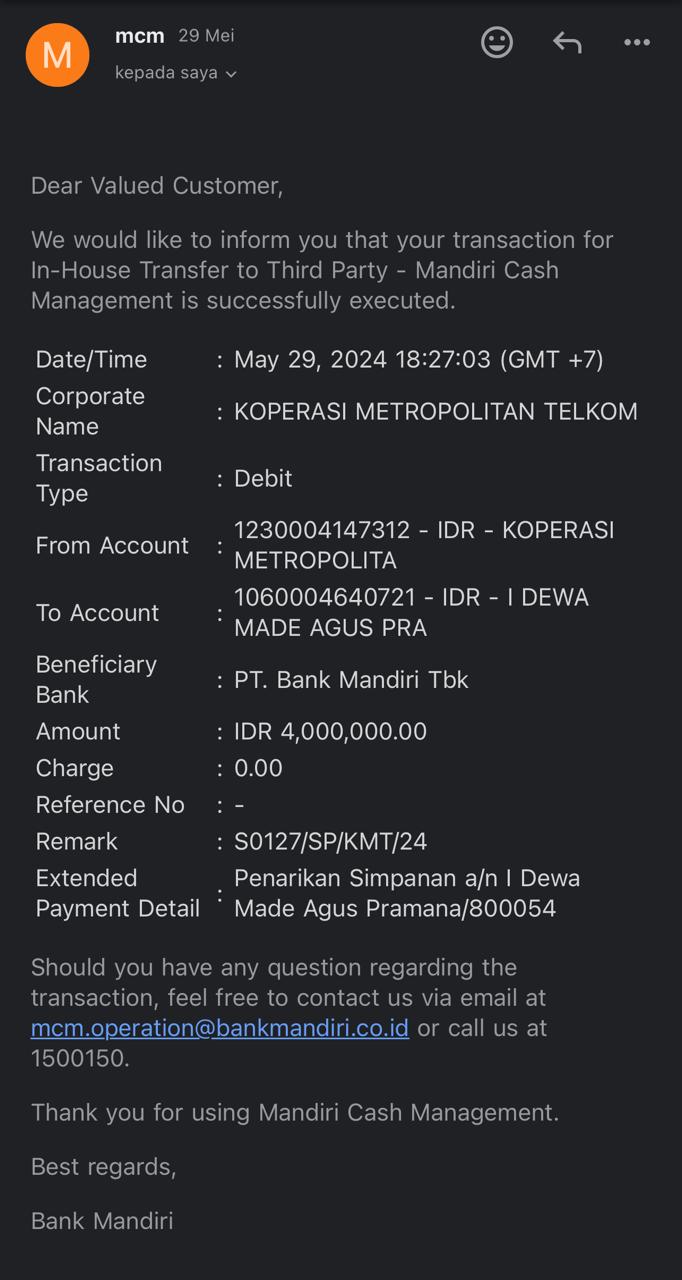 M
mcm 29 Mei
kepada saya
Dear Valued Customer,
We would like to inform you that your transaction for
In-House Transfer to Third Party - Mandiri Cash
Management is successfully executed.
Date/Time : May 29, 2024 18:27:03 (GMT +7)
Corporate
Name : KOPERASI METROPOLITAN TELKOM
Transaction
Type : Debit
From Account : 1230004147312 - IDR - KOPERASI
METROPOLITA
To Account : 1060004640721 - IDR - I DEWA
MADE AGUS PRA
Beneficiary
Bank : PT. Bank Mandiri Tbk
Amount : IDR 4,000,000.00
Charge : 0.00
Reference No : -
Remark : S0127/SP/KMT/24
Extended
Payment Detail : Penarikan Simpanan a/n I Dewa
Made Agus Pramana/800054
Should you have any question regarding the
transaction, feel free to contact us via email at
mcm.operation@bankmandiri.co.id or call us at
1500150.
Thank you for using Mandiri Cash Management.
Best regards,
Bank Mandiri